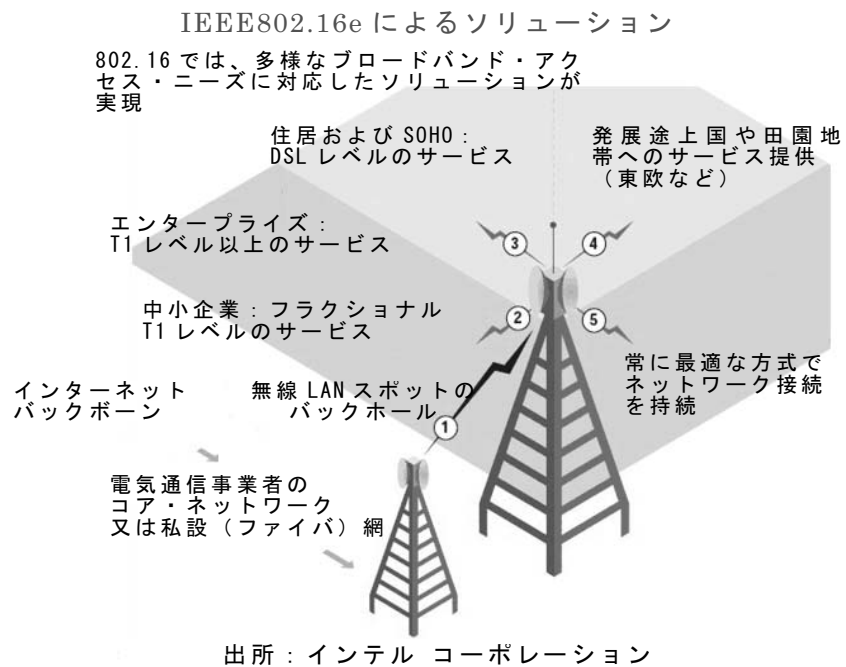 IEEE802.16e によるソリューション
802.16 では、多様なブロードバンド・アク
セス・ニーズに対応したソリューションが
実現
住居および SOHO：
DSL レベルのサービス
発展途上国や田園地
帯へのサービス提供
（東欧など）
エンタープライズ：
T1 レベル以上のサービス
3
4
中小企業：フラクショナル
T1 レベルのサービス
2
5
常に最適な方式で
ネットワーク接続
を持続
インターネット
バックボーン
無線 LAN スポットの
バックホール
1
電気通信事業者の
コア・ネットワーク
又は私設（ファイバ）網
出所：インテル コーポレーション